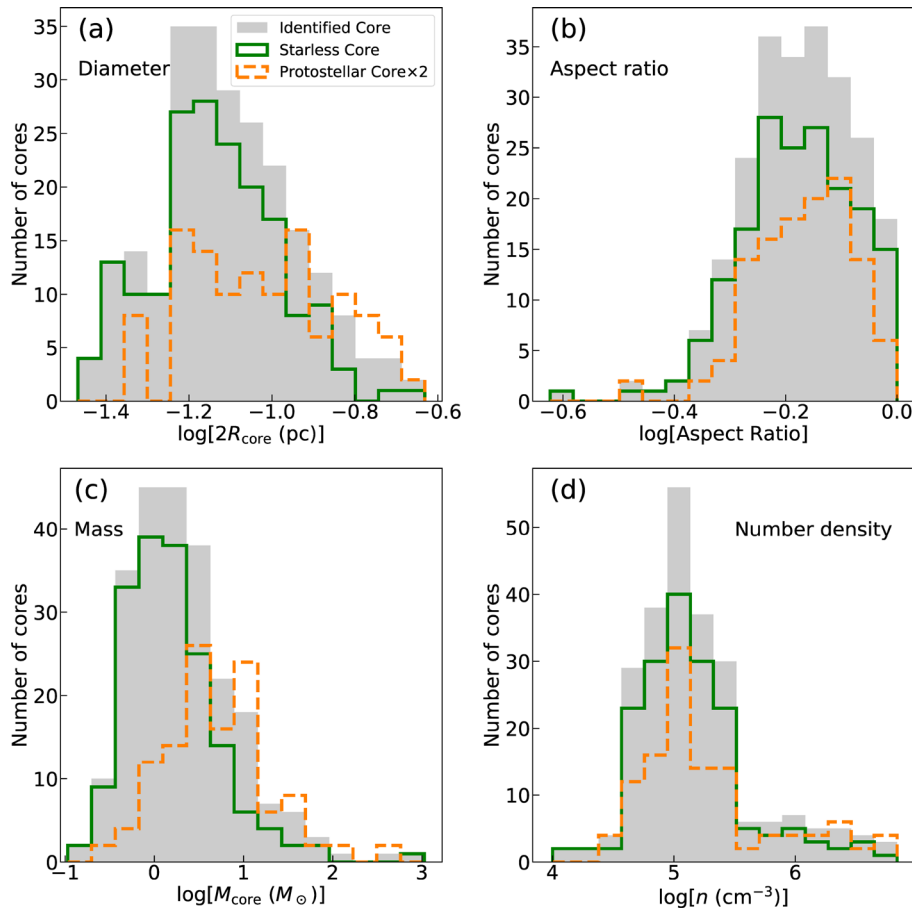 (a)
Diameter
Identified Core
Starless Core
Protostellar Core×2
Number of cores
35
30
25
20
15
10
5
0
−1.4 −1.2 −1.0 −0.8 −0.6
log[2R_core (pc)]
(b)
Aspect ratio
Number of cores
35
30
25
20
15
10
5
0
−0.6 −0.4 −0.2 0.0
log[Aspect Ratio]
(c)
Mass
Number of cores
40
30
20
10
0
−1 0 1 2 3
log[M_core (M_⊙)]
(d)
Number density
Number of cores
50
40
30
20
10
0
4 5 6
log[n (cm⁻³)]